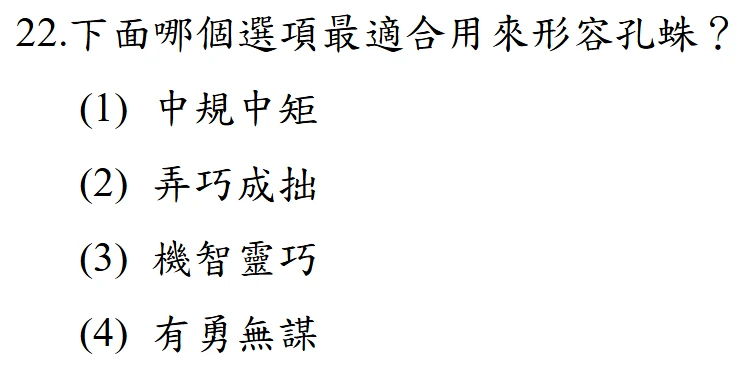 22.下面哪個選項最適合用來形容孔蛛？
(1) 中規中矩
(2) 弄巧成拙
(3) 機智靈巧
(4) 有勇無謀